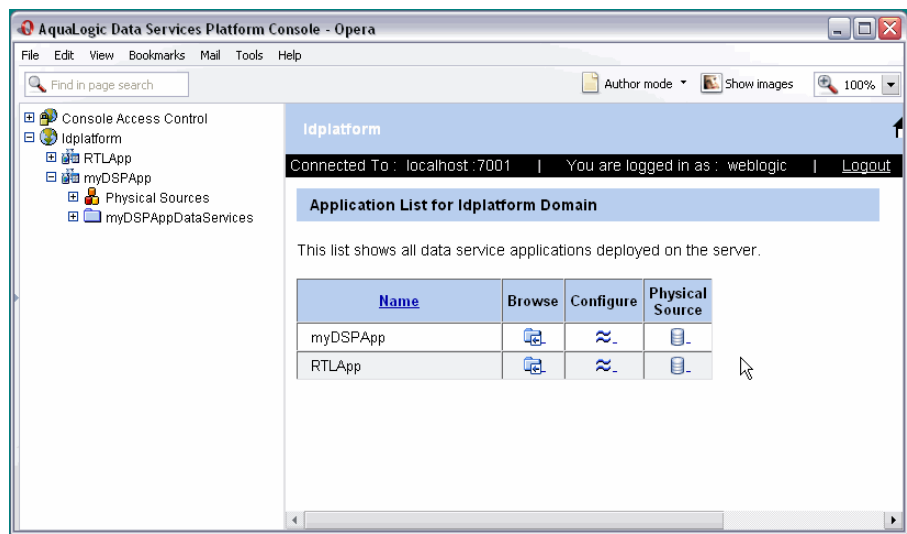 AquaLogic Data Services Platform Console - Opera
File Edit View Bookmarks Mail Tools Help
Find in page search
Author mode
Show images
100%
Console Access Control
ldplatform
RTLApp
myDSPApp
Physical Sources
myDSPAppDataServices
ldplatform
Connected To : localhost :7001 | You are logged in as : weblogic | Logout
Application List for ldplatform Domain
This list shows all data service applications deployed on the server.
Name Browse Configure Physical Source
myDSPApp
RTLApp